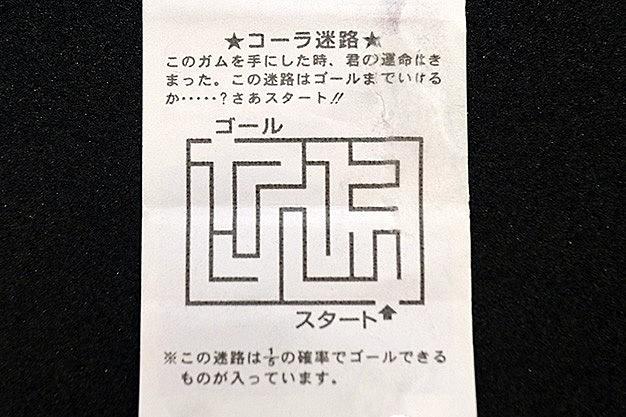 ★コーラ迷路★
このガムを手にした時、君の運命はき
まった。この迷路はゴールまでいける
か‥‥‥?さあスタート!!
ゴール
スタート
※この迷路は1/5の確率でゴールできる
ものが入っています。